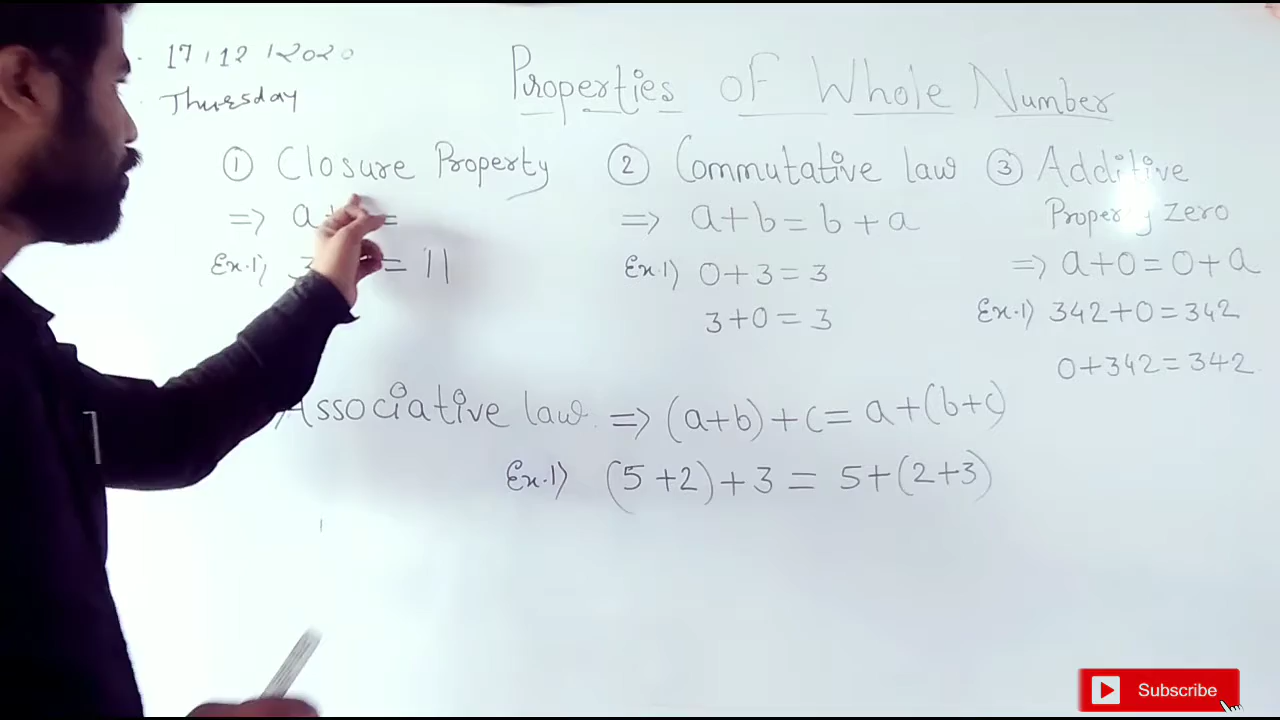 17/12/2020
Thursday
Properties of Whole Number
① Closure Property
⇒ a+ =
Ex.1) 3 = 11
② Commutative law
⇒ a+b = b+a
Ex.1) 0+3 = 3
3+0 = 3
③ Additive
Property Zero
⇒ a+0 = 0+a
Ex.1) 342+0 = 342
0+342 = 342
Associative law ⇒ (a+b)+c = a+(b+c)
Ex.1) (5+2)+3 = 5+(2+3)
Subscribe